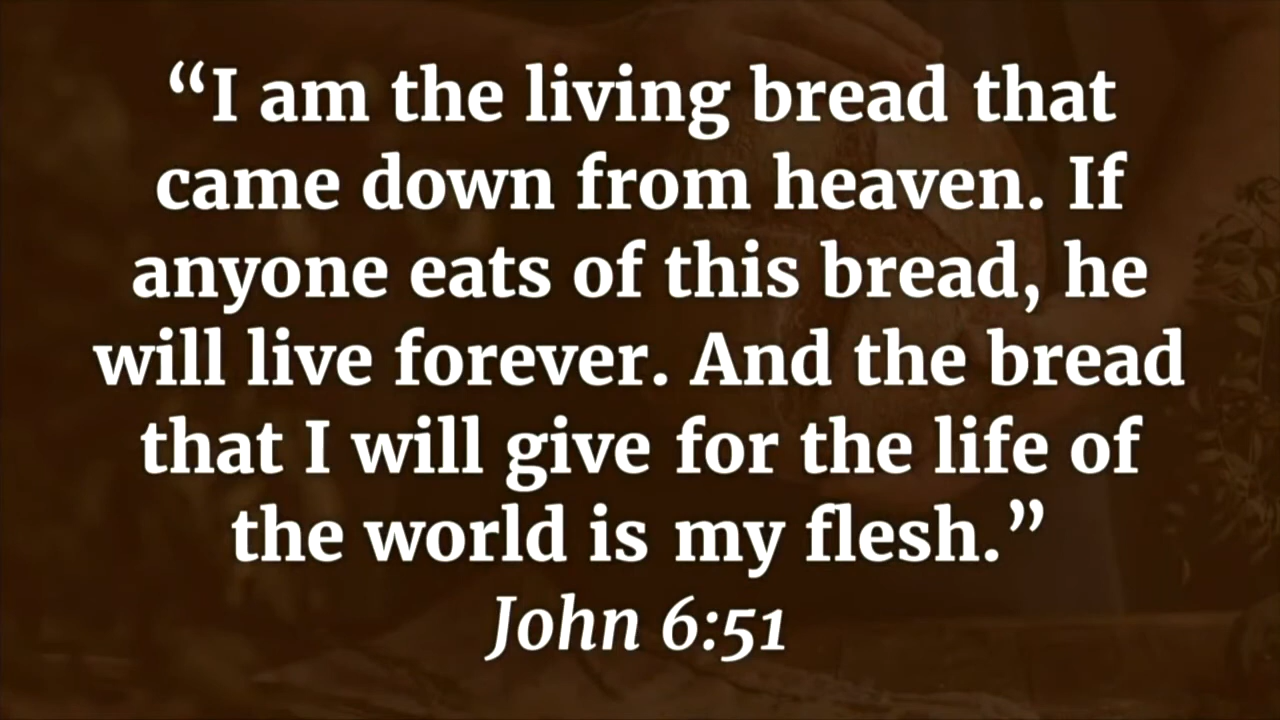 “I am the living bread that
came down from heaven. If
anyone eats of this bread, he
will live forever. And the bread
that I will give for the life of
the world is my flesh.”
John 6:51